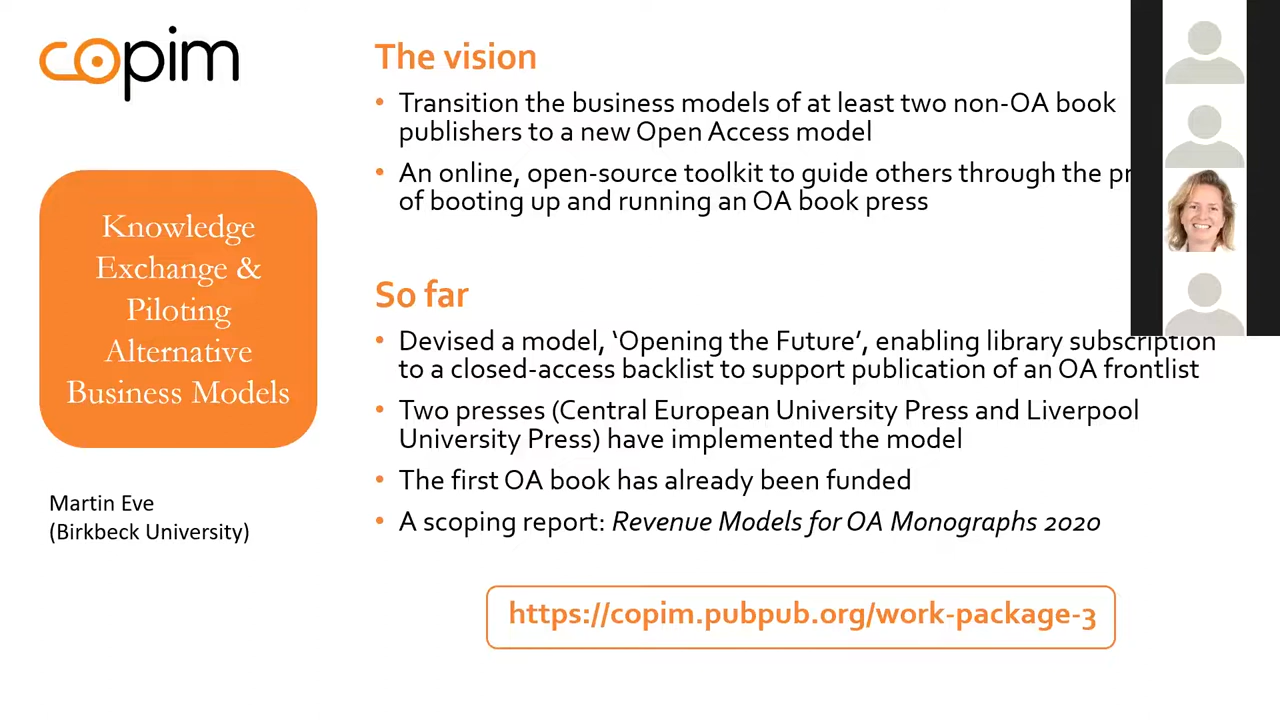 copim
Knowledge
Exchange &
Piloting
Alternative
Business Models
Martin Eve
(Birkbeck University)
The vision
• Transition the business models of at least two non-OA book
publishers to a new Open Access model
• An online, open-source toolkit to guide others through the
of booting up and running an OA book press
So far
• Devised a model, ‘Opening the Future’, enabling library subscription
to a closed-access backlist to support publication of an OA frontlist
• Two presses (Central European University Press and Liverpool
University Press) have implemented the model
• The first OA book has already been funded
• A scoping report: Revenue Models for OA Monographs 2020
https://copim.pubpub.org/work-package-3